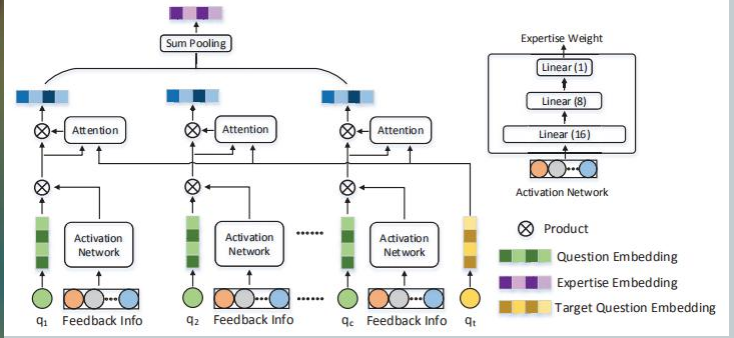 Sum Pooling
Attention
Attention
Attention
Activation
Network
Activation
Network
......
Activation
Network
......
q1
Feedback Info
q2
Feedback Info
qc
Feedback Info
qt
Expertise Weight
Linear (1)
Linear (8)
Linear (16)
Activation Network
Product
Question Embedding
Expertise Embedding
Target Question Embedding